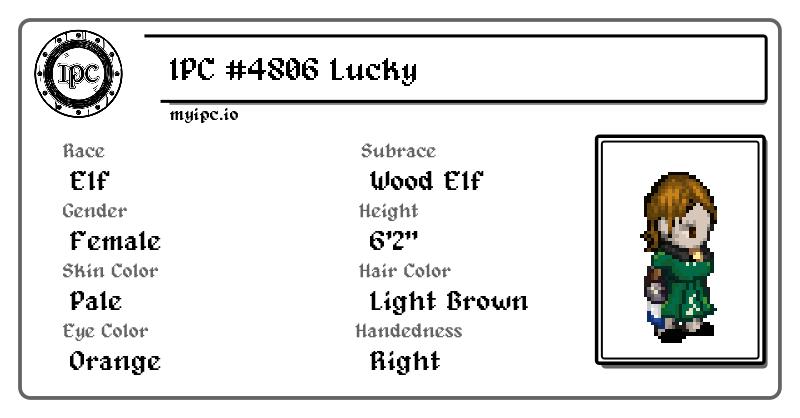 IPC
IPC #4806 Lucky
myipc.io
Race
Subrace
Elf
Wood Elf
Gender
Height
Female
6'2"
Skin Color
Hair Color
Pale
Light Brown
Eye Color
Handedness
Orange
Right